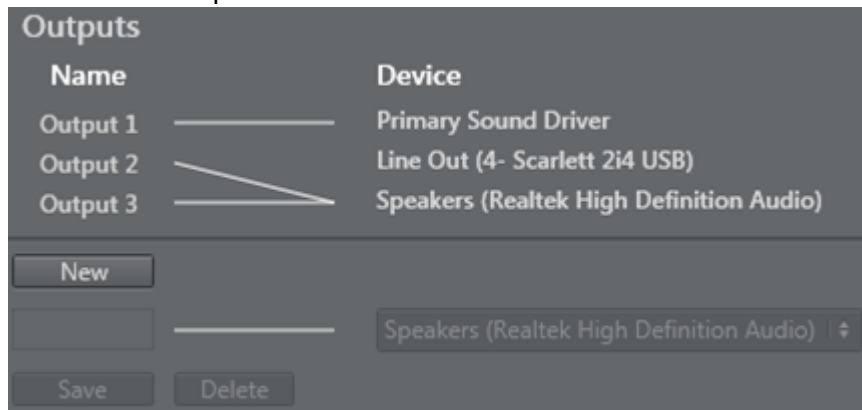 Outputs
Name Device
Output 1 Primary Sound Driver
Output 2 Line Out (4- Scarlett 2i4 USB)
Output 3 Speakers (Realtek High Definition Audio)
New
Speakers (Realtek High Definition Audio)
Save Delete